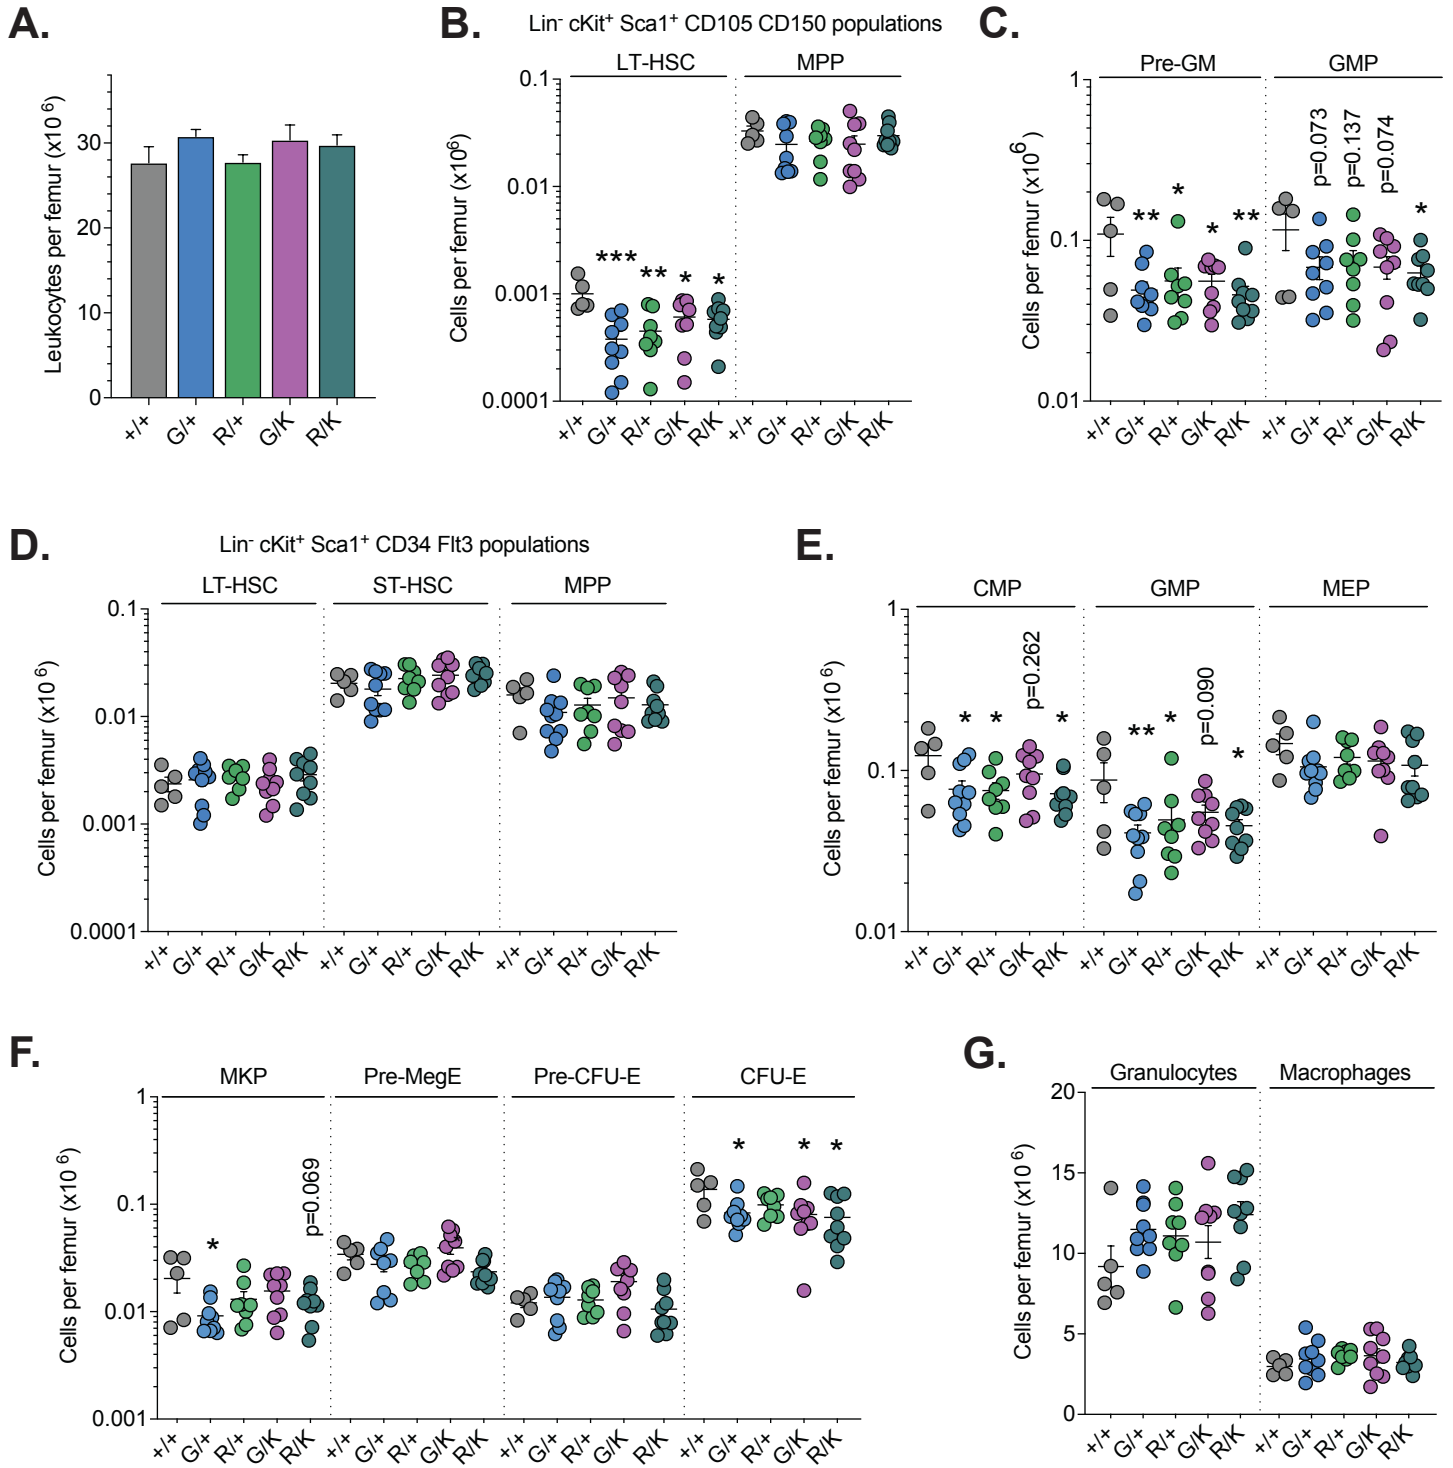 A.
Leukocytes per femur (x10 6)
30
20
10
0
+/+ G/+ R/+ G/K R/K
B.
Lin- cKit+ Sca1+ CD105 CD150 populations
LT-HSC MPP
Cells per femur (x106)
0.1
0.01
0.001
0.0001
*** ** * *
+/+ G/+ R/+ G/K R/K +/+ G/+ R/+ G/K R/K
C.
Pre-GM GMP
Cells per femur (x10 6)
1
0.1
0.01
** * * ** p=0.073 p=0.137 p=0.074 *
+/+ G/+ R/+ G/K R/K +/+ G/+ R/+ G/K R/K
D.
Lin- cKit+ Sca1+ CD34 Flt3 populations
LT-HSC ST-HSC MPP
Cells per femur (x10 6)
0.1
0.01
0.001
0.0001
+/+ G/+ R/+ G/K R/K +/+ G/+ R/+ G/K R/K +/+ G/+ R/+ G/K R/K
E.
CMP GMP MEP
Cells per femur (x10 6)
1
0.1
0.01
* * p=0.262 * ** * p=0.090 *
+/+ G/+ R/+ G/K R/K +/+ G/+ R/+ G/K R/K +/+ G/+ R/+ G/K R/K
F.
MKP Pre-MegE Pre-CFU-E CFU-E
Cells per femur (x10 6)
1
0.1
0.01
0.001
* p=0.069 * * *
+/+ G/+ R/+ G/K R/K +/+ G/+ R/+ G/K R/K +/+ G/+ R/+ G/K R/K +/+ G/+ R/+ G/K R/K
G.
Granulocytes Macrophages
Cells per femur (x10 6)
20
15
10
5
0
+/+ G/+ R/+ G/K R/K +/+ G/+ R/+ G/K R/K